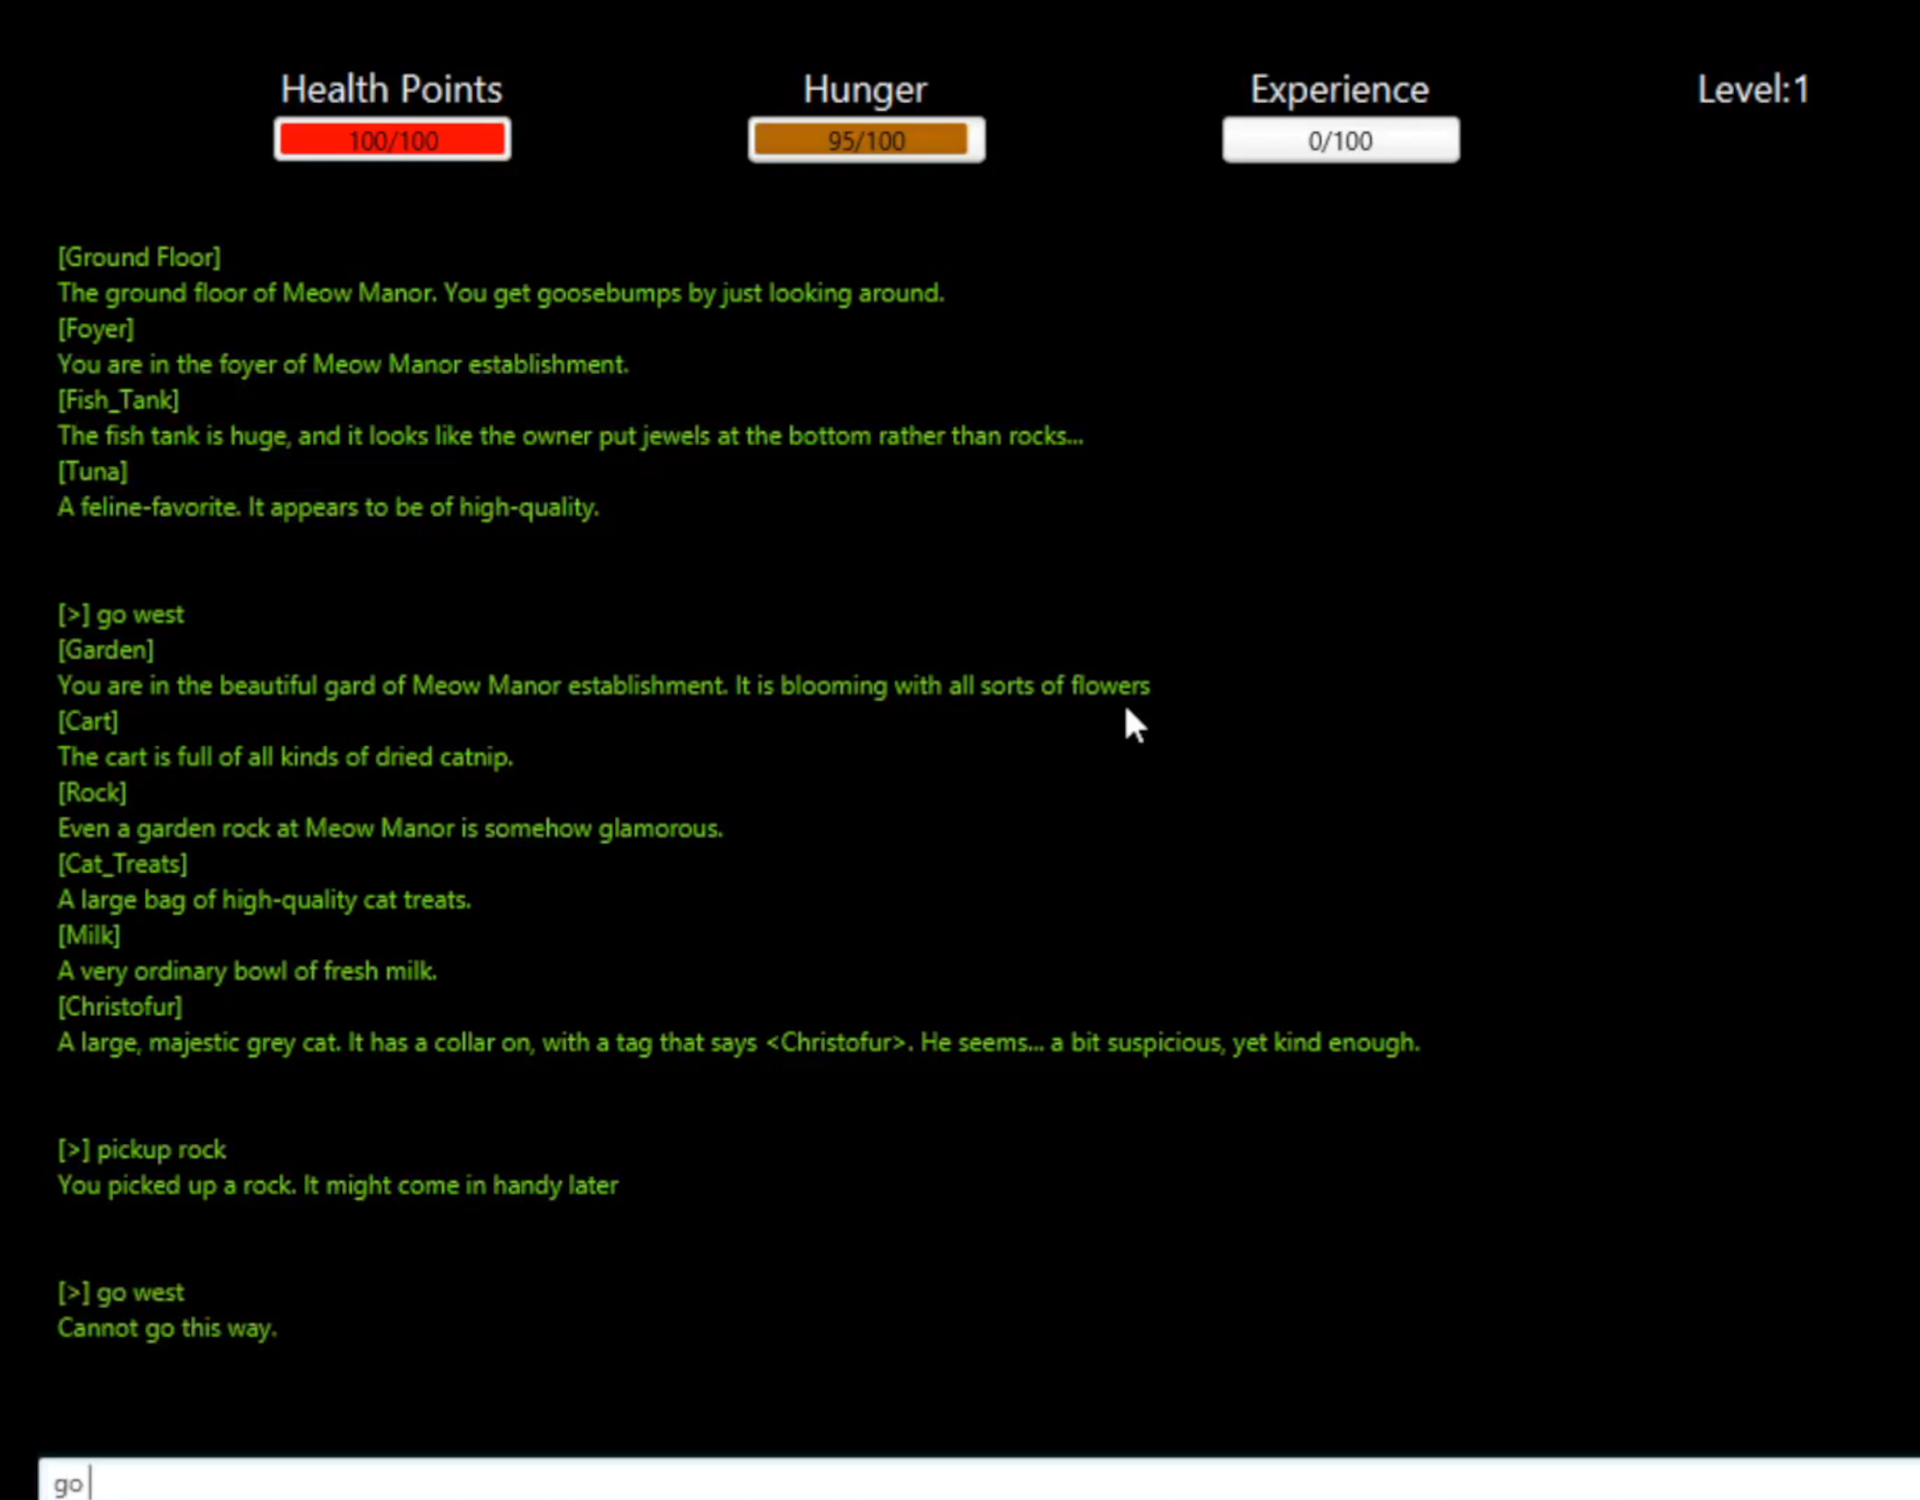 Health Points Hunger Experience Level:1
100/100 95/100 0/100
[Ground Floor]
The ground floor of Meow Manor. You get goosebumps by just looking around.
[Foyer]
You are in the foyer of Meow Manor establishment.
[Fish_Tank]
The fish tank is huge, and it looks like the owner put jewels at the bottom rather than rocks...
[Tuna]
A feline-favorite. It appears to be of high-quality.
[>] go west
[Garden]
You are in the beautiful gard of Meow Manor establishment. It is blooming with all sorts of flowers
[Cart]
The cart is full of all kinds of dried catnip.
[Rock]
Even a garden rock at Meow Manor is somehow glamorous.
[Cat_Treats]
A large bag of high-quality cat treats.
[Milk]
A very ordinary bowl of fresh milk.
[Christofur]
A large, majestic grey cat. It has a collar on, with a tag that says <Christofur>. He seems... a bit suspicious, yet kind enough.
[>] pickup rock
You picked up a rock. It might come in handy later
[>] go west
Cannot go this way.
go